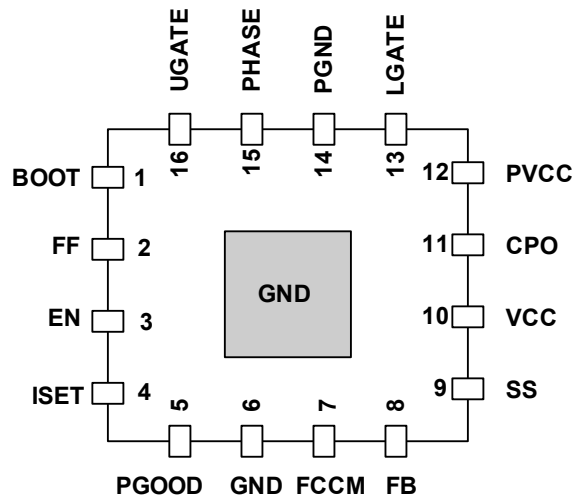 UGATE PHASE PGND LGATE
16 15 14 13
BOOT 1
FF 2
EN 3
ISET 4
12 PVCC
11 CPO
10 VCC
9 SS
GND
5 6 7 8
PGOOD GND FCCM FB